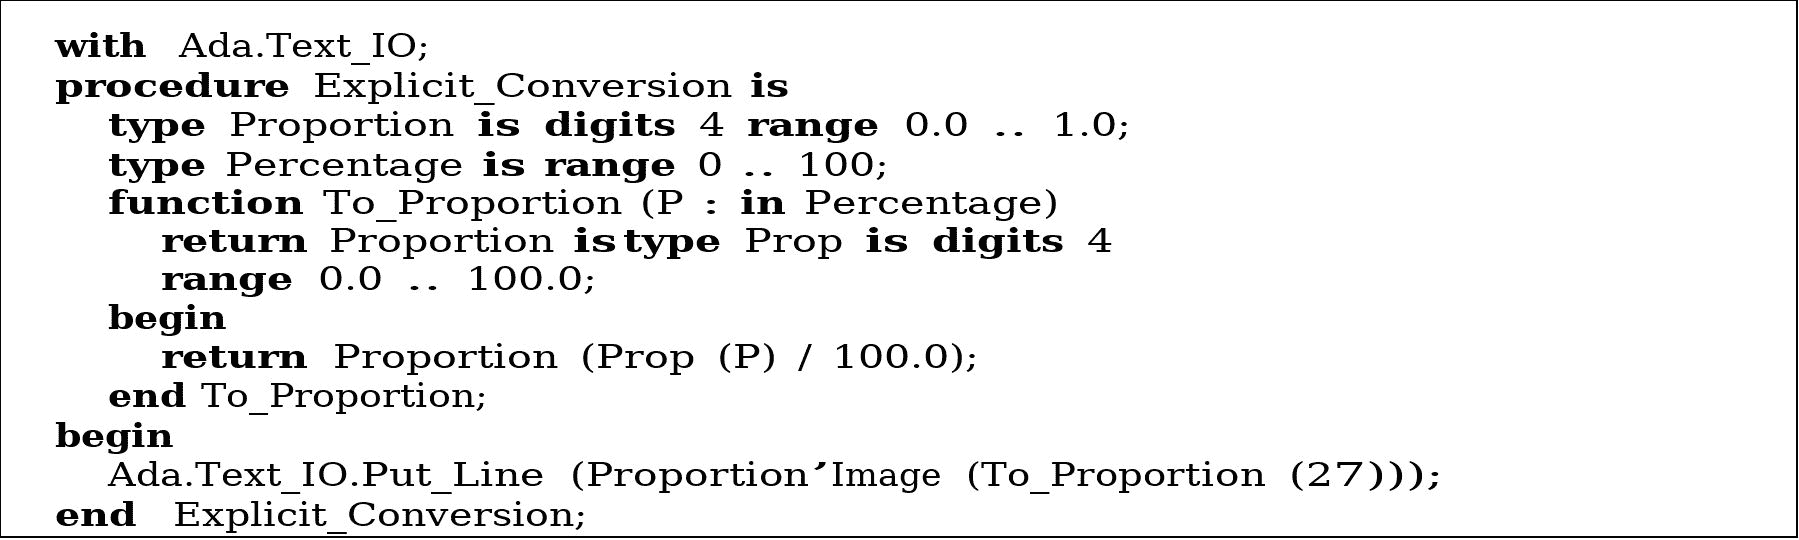 with Ada.Text_IO;
procedure Explicit_Conversion is
type Proportion is digits 4 range 0.0 .. 1.0;
type Percentage is range 0 .. 100;
function To_Proportion (P : in Percentage)
return Proportion is type Prop is digits 4
range 0.0 .. 100.0;
begin
return Proportion (Prop (P) / 100.0);
end To_Proportion;
begin
Ada.Text_IO.Put_Line (Proportion’Image (To_Proportion (27)));
end Explicit_Conversion;